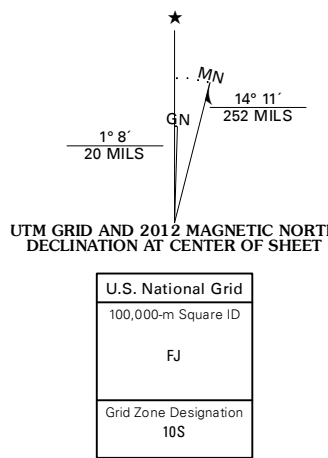 ★
MN
GN
14° 11´
252 MILS
1° 8´
20 MILS
UTM GRID AND 2012 MAGNETIC NORTH
DECLINATION AT CENTER OF SHEET
U.S. National Grid
100,000-m Square ID
FJ
Grid Zone Designation
10S